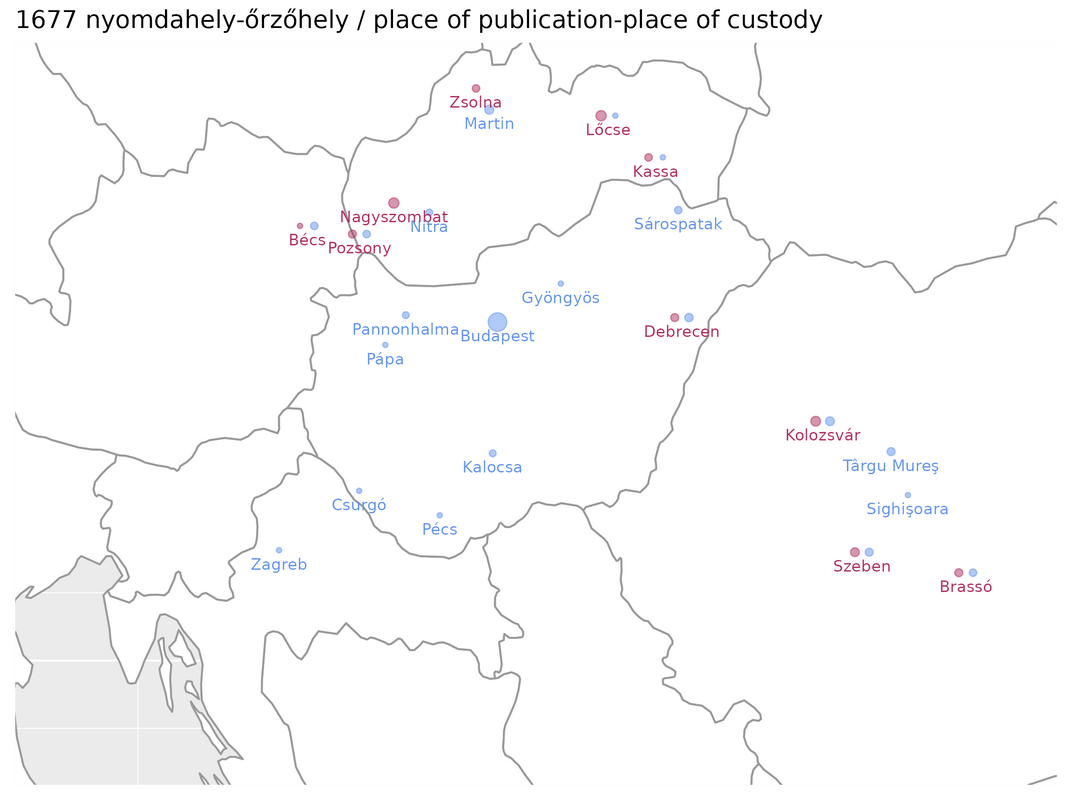 1677 nyomdahely-őrzőhely / place of publication-place of custody
Zsolna
Martin
Lőcse
Kassa
Nagyszombat
Nitra
Sárospatak
Bécs
Pozsony
Gyöngyös
Pannonhalma
Budapest
Debrecen
Pápa
Kolozsvár
Târgu Mureş
Kalocsa
Csurgó
Sighişoara
Pécs
Zagreb
Szeben
Brassó